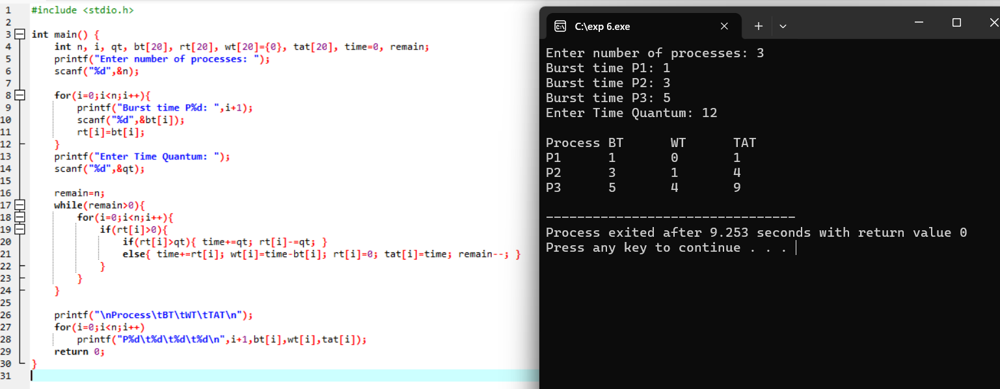 1 #include <stdio.h>
2
3 int main() {
4 int n, i, qt, bt[20], rt[20], wt[20]={0}, tat[20], time=0, remain;
5 printf("Enter number of processes: ");
6 scanf("%d",&n);
7
8 for(i=0;i<n;i++){
9 printf("Burst time P%d: ",i+1);
10 scanf("%d",&bt[i]);
11 rt[i]=bt[i];
12 }
13 printf("Enter Time Quantum: ");
14 scanf("%d",&qt);
15
16 remain=n;
17 while(remain>0){
18 for(i=0;i<n;i++){
19 if(rt[i]>0){
20 if(rt[i]>qt){ time+=qt; rt[i]-=qt; }
21 else{ time+=rt[i]; wt[i]=time-bt[i]; rt[i]=0; tat[i]=time; remain--; }
22 }
23 }
24 }
25
26 printf("\nProcess\tBT\tWT\tTAT\n");
27 for(i=0;i<n;i++)
28 printf("P%d\t%d\t%d\t%d\n",i+1,bt[i],wt[i],tat[i]);
29 return 0;
30 }
31
C:\exp 6.exe
Enter number of processes: 3
Burst time P1: 1
Burst time P2: 3
Burst time P3: 5
Enter Time Quantum: 12
Process BT WT TAT
P1 1 0 1
P2 3 1 4
P3 5 4 9
--------------------------------
Process exited after 9.253 seconds with return value 0
Press any key to continue . . .